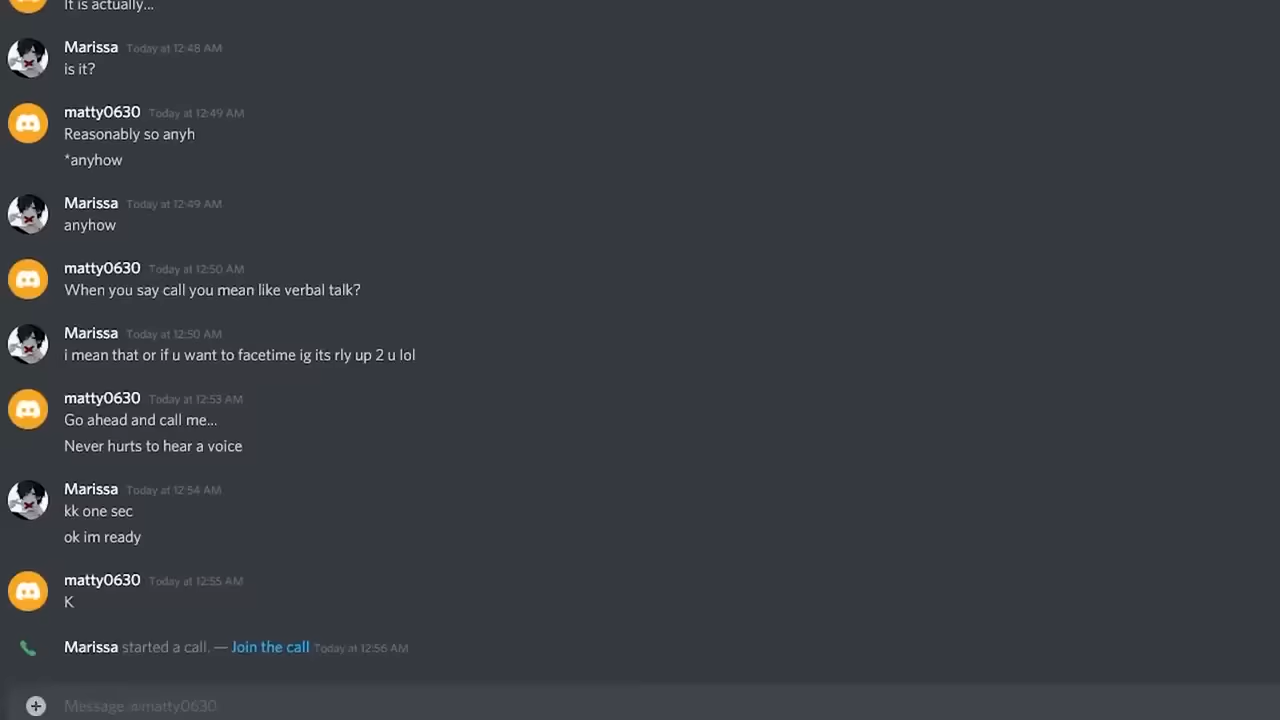 It is actually...
Marissa Today at 12:48 AM
is it?
matty0630 Today at 12:49 AM
Reasonably so anyh
*anyhow
Marissa Today at 12:49 AM
anyhow
matty0630 Today at 12:50 AM
When you say call you mean like verbal talk?
Marissa Today at 12:50 AM
i mean that or if u want to facetime ig its rly up 2 u lol
matty0630 Today at 12:53 AM
Go ahead and call me...
Never hurts to hear a voice
Marissa Today at 12:54 AM
kk one sec
ok im ready
matty0630 Today at 12:55 AM
K
Marissa started a call. — Join the call Today at 12:56 AM
Message @matty0630